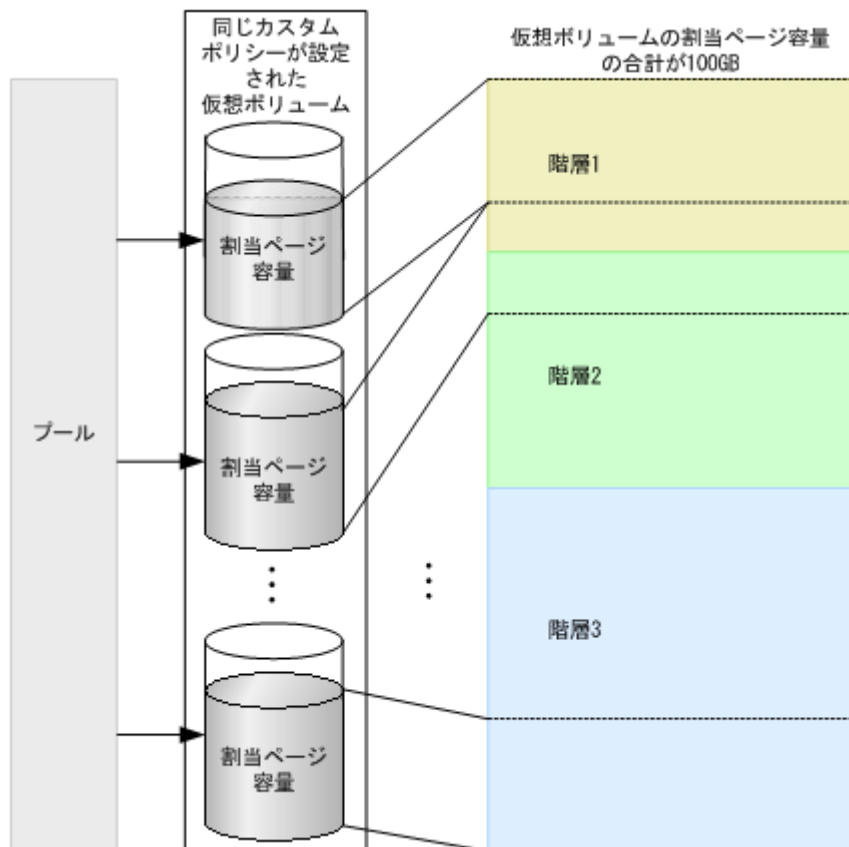 同じカスタム
ポリシーが設定
された
仮想ボリューム
仮想ボリュームの割当ページ容量
の合計が100GB
プール
割当ページ
容量
割当ページ
容量
割当ページ
容量
階層1
階層2
階層3